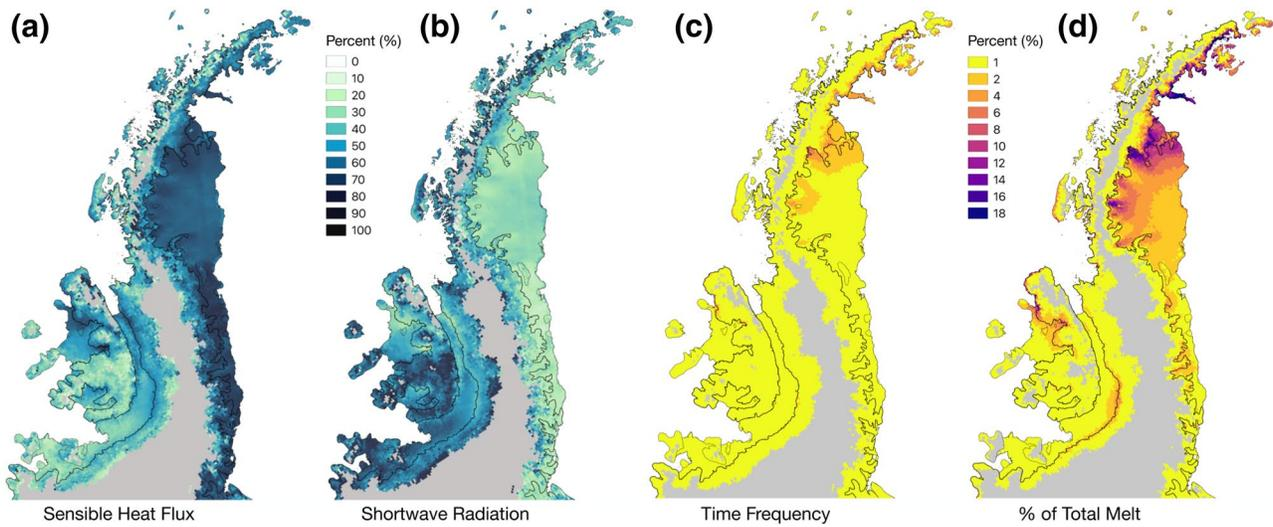 (a)
Percent (%)
0
10
20
30
40
50
60
70
80
90
100
(b)
(c)
Percent (%)
1
2
4
6
8
10
12
14
16
18
(d)
Sensible Heat Flux
Shortwave Radiation
Time Frequency
% of Total Melt